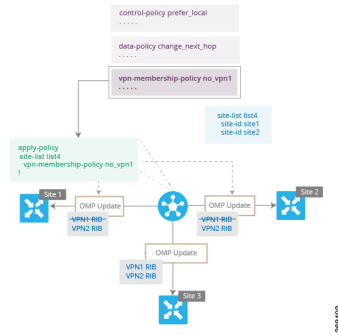 control-policy prefer_local
. . . . .
data-policy change_next_hop
. . . . .
vpn-membership-policy no_vpn1
. . . . .
site-list list4
site-id site1
site-id site2
apply-policy
site-list list4
vpn-membership-policy no_vpn1
!
Site 1
OMP Update
VPN1 RIB
VPN2 RIB
OMP Update
VPN1 RIB
VPN2 RIB
Site 2
OMP Update
VPN1 RIB
VPN2 RIB
Site 3